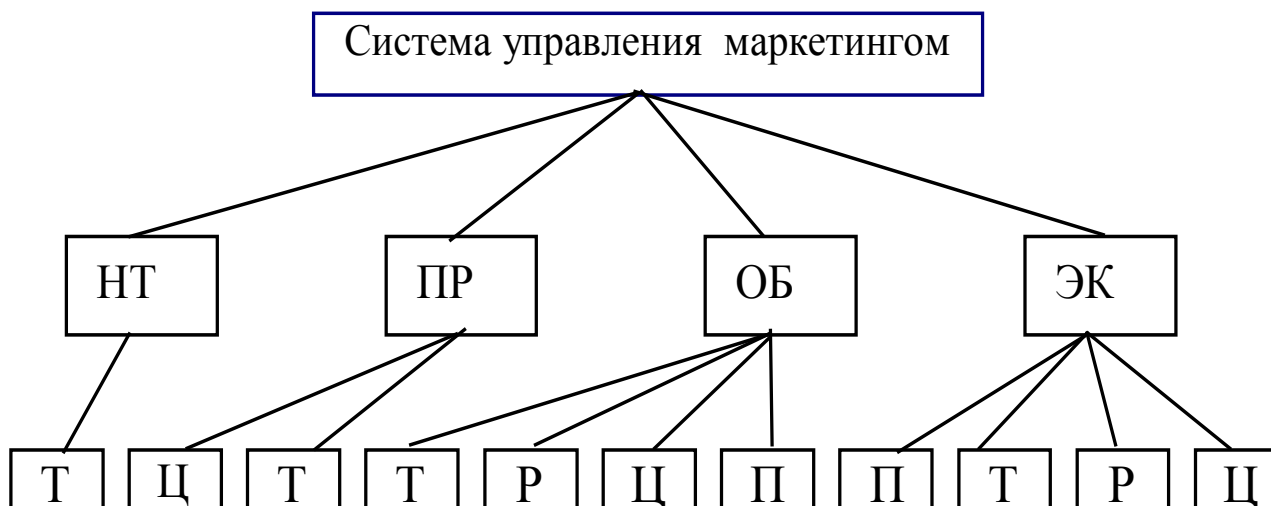 Система управления маркетингом
НТ ПР ОБ ЭК
Т Ц Т Т Р Ц П П Т Р Ц